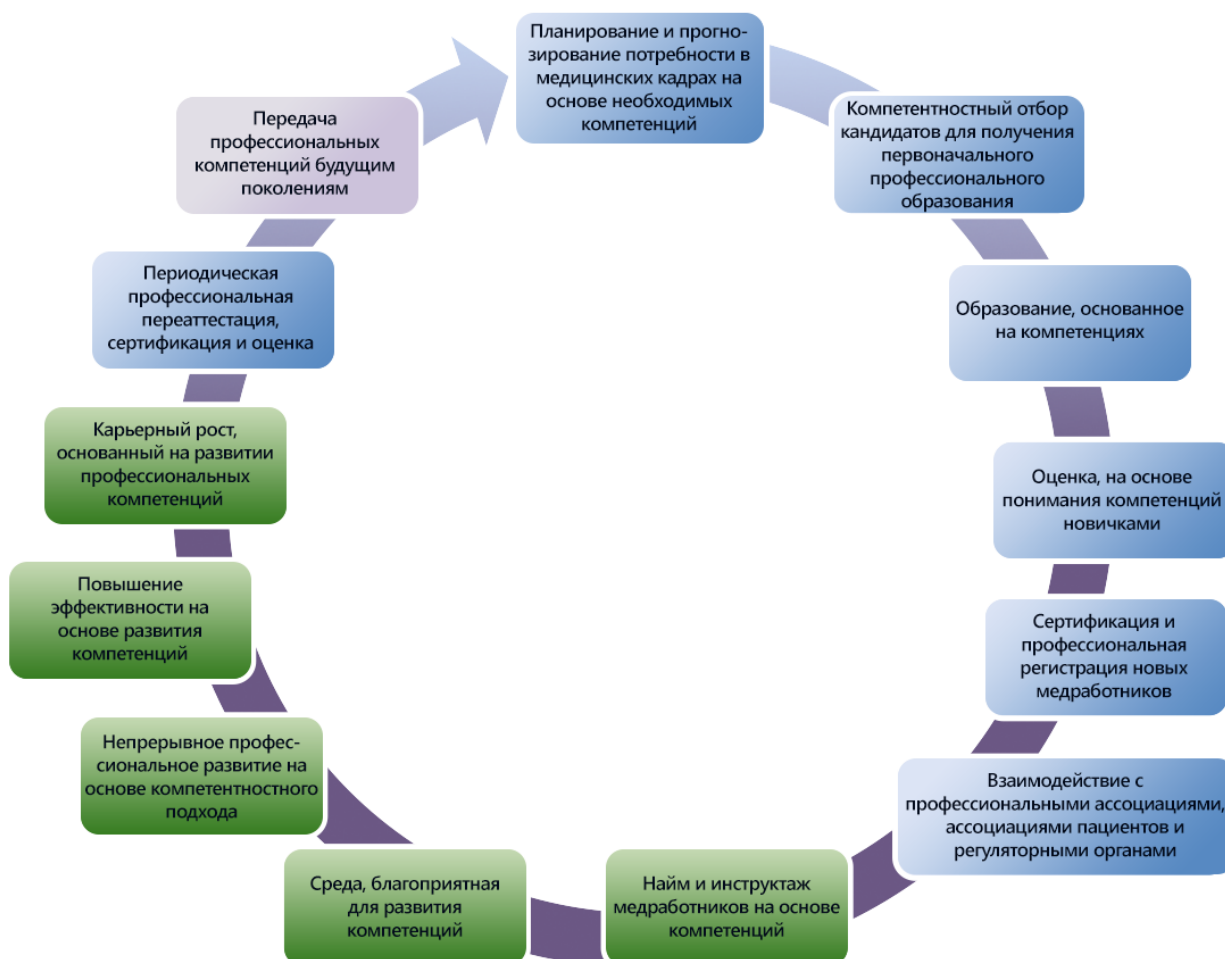 Планирование и прогно-
зирование потребности в
медицинских кадрах на
основе необходимых
компетенций
Компетентностный отбор
кандидатов для получения
первоначального
профессионального
образования
Образование, основанное
на компетенциях
Оценка, на основе
понимания компетенций
новичками
Сертификация и
профессиональная
регистрация новых
медработников
Взаимодействие с
профессиональными ассоциациями,
ассоциациями пациентов и
регуляторными органами
Найм и инструктаж
медработников на основе
компетенций
Среда, благоприятная
для развития
компетенций
Непрерывное профес-
сиональное развитие на
основе компетентностного
подхода
Повышение
эффективности на
основе развития
компетенций
Карьерный рост,
основанный на развитии
профессиональных
компетенций
Периодическая
профессиональная
переаттестация,
сертификация и оценка
Передача
профессиональных
компетенций будущим
поколениям